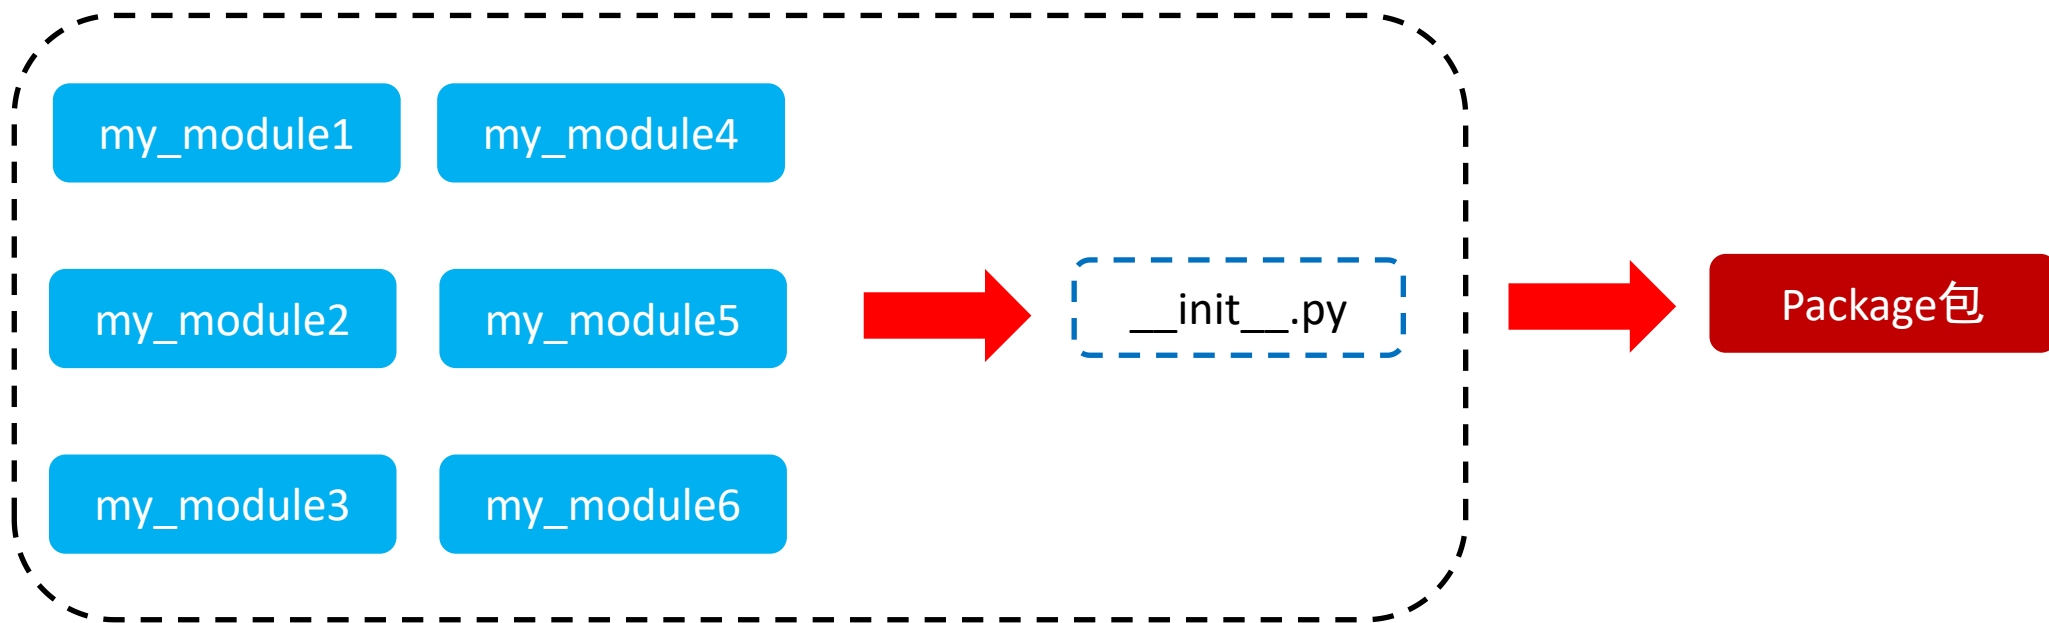 my_module1
my_module4
my_module2
my_module5
__init__.py
Package包
my_module3
my_module6